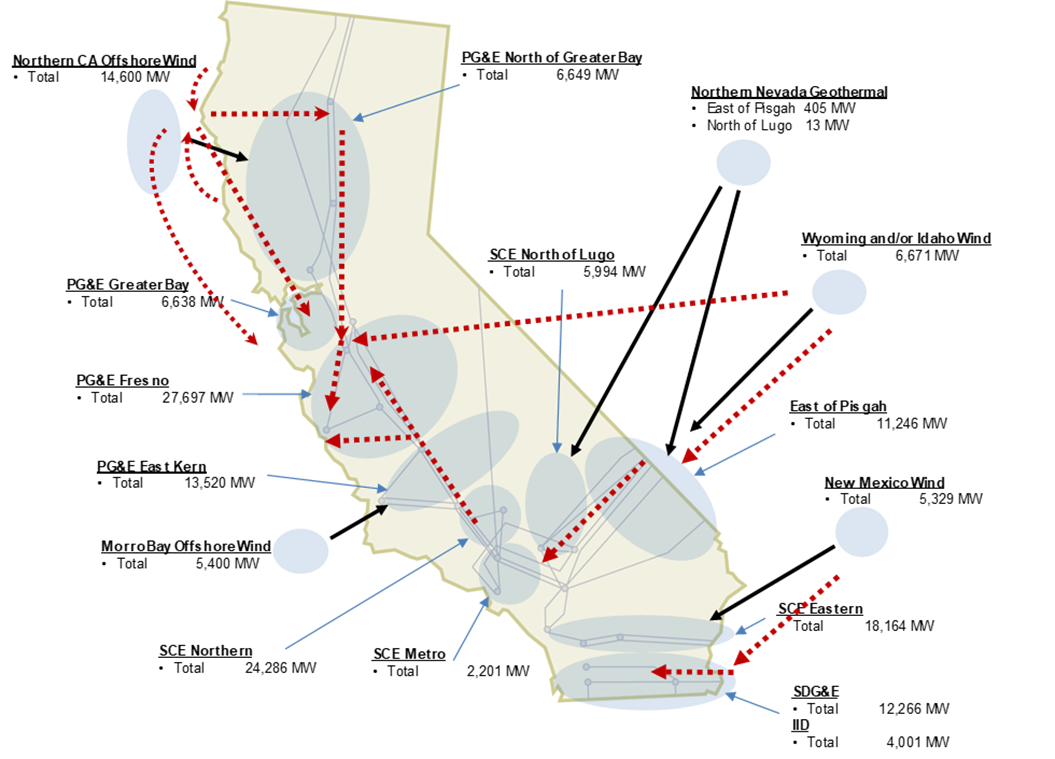 PG&E North of Greater Bay
• Total 6,649 MW
Northern CA Offshore Wind
• Total 14,600 MW
Northern Nevada Geothermal
• East of Pisgah 405 MW
• North of Lugo 13 MW
Wyoming and/or Idaho Wind
• Total 6,671 MW
SCE North of Lugo
• Total 5,994 MW
PG&E Greater Bay
• Total 6,638 MW
PG&E Fresno
• Total 27,697 MW
East of Pisgah
• Total 11,246 MW
PG&E East Kern
• Total 13,520 MW
New Mexico Wind
• Total 5,329 MW
Morro Bay Offshore Wind
• Total 5,400 MW
SCE Eastern
Total 18,164 MW
SCE Northern
• Total 24,286 MW
SCE Metro
• Total 2,201 MW
SDG&E
• Total 12,266 MW
IID
• Total 4,001 MW